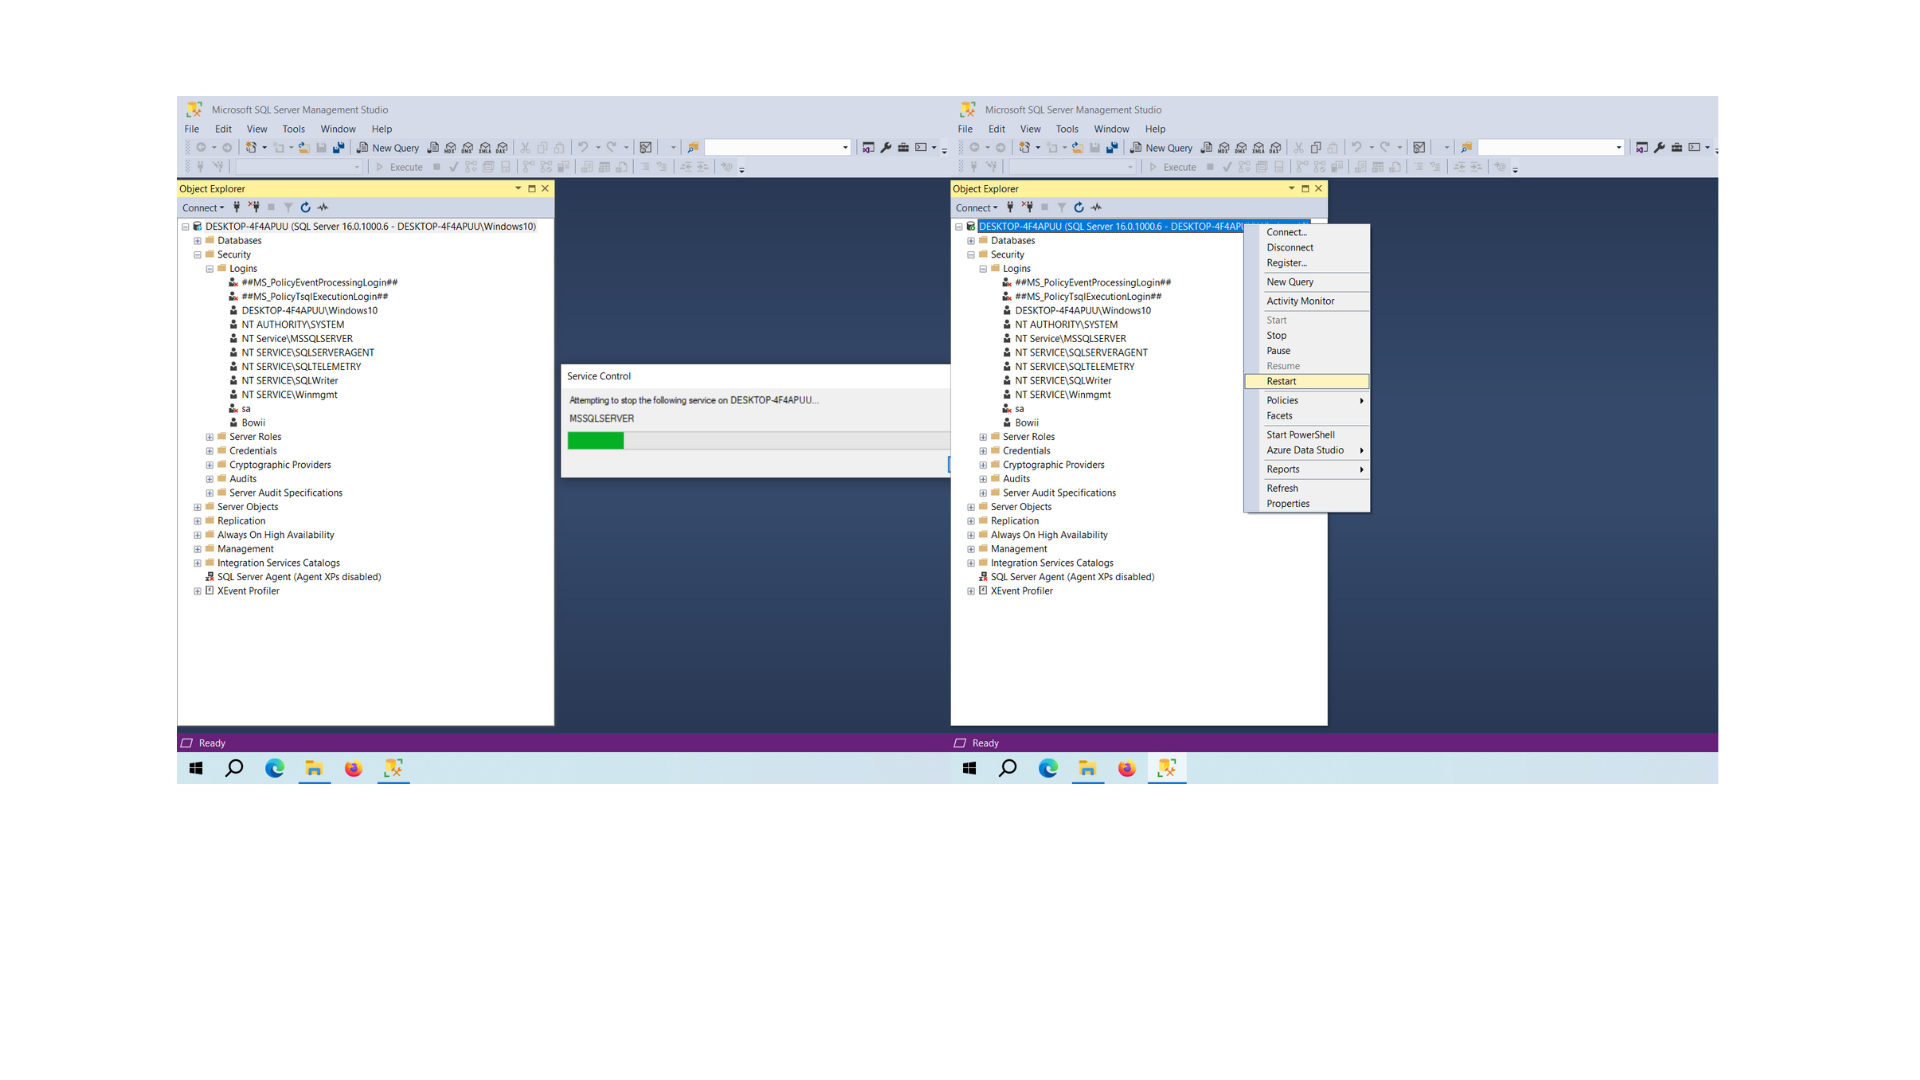 Microsoft SQL Server Management Studio
File Edit View Tools Window Help
New Query
Execute
Object Explorer
Connect
DESKTOP-4F4APUU (SQL Server 16.0.1000.6 - DESKTOP-4F4APUU\Windows10)
Databases
Security
Logins
##MS_PolicyEventProcessingLogin##
##MS_PolicyTsqlExecutionLogin##
DESKTOP-4F4APUU\Windows10
NT AUTHORITY\SYSTEM
NT Service\MSSQLSERVER
NT SERVICE\SQLSERVERAGENT
NT SERVICE\SQLTELEMETRY
NT SERVICE\SQLWriter
NT SERVICE\Winmgmt
sa
Bowii
Server Roles
Credentials
Cryptographic Providers
Audits
Server Audit Specifications
Server Objects
Replication
Always On High Availability
Management
Integration Services Catalogs
SQL Server Agent (Agent XPs disabled)
XEvent Profiler
Service Control
Attempting to stop the following service on DESKTOP-4F4APUU...
MSSQLSERVER
Ready
Microsoft SQL Server Management Studio
File Edit View Tools Window Help
New Query
Execute
Object Explorer
Connect
DESKTOP-4F4APUU (SQL Server 16.0.1000.6 - DESKTOP-4F4APU
Databases
Security
Logins
##MS_PolicyEventProcessingLogin##
##MS_PolicyTsqlExecutionLogin##
DESKTOP-4F4APUU\Windows10
NT AUTHORITY\SYSTEM
NT Service\MSSQLSERVER
NT SERVICE\SQLSERVERAGENT
NT SERVICE\SQLTELEMETRY
NT SERVICE\SQLWriter
NT SERVICE\Winmgmt
sa
Bowii
Server Roles
Credentials
Cryptographic Providers
Audits
Server Audit Specifications
Server Objects
Replication
Always On High Availability
Management
Integration Services Catalogs
SQL Server Agent (Agent XPs disabled)
XEvent Profiler
Connect...
Disconnect
Register...
New Query
Activity Monitor
Start
Stop
Pause
Resume
Restart
Policies
Facets
Start PowerShell
Azure Data Studio
Reports
Refresh
Properties
Ready